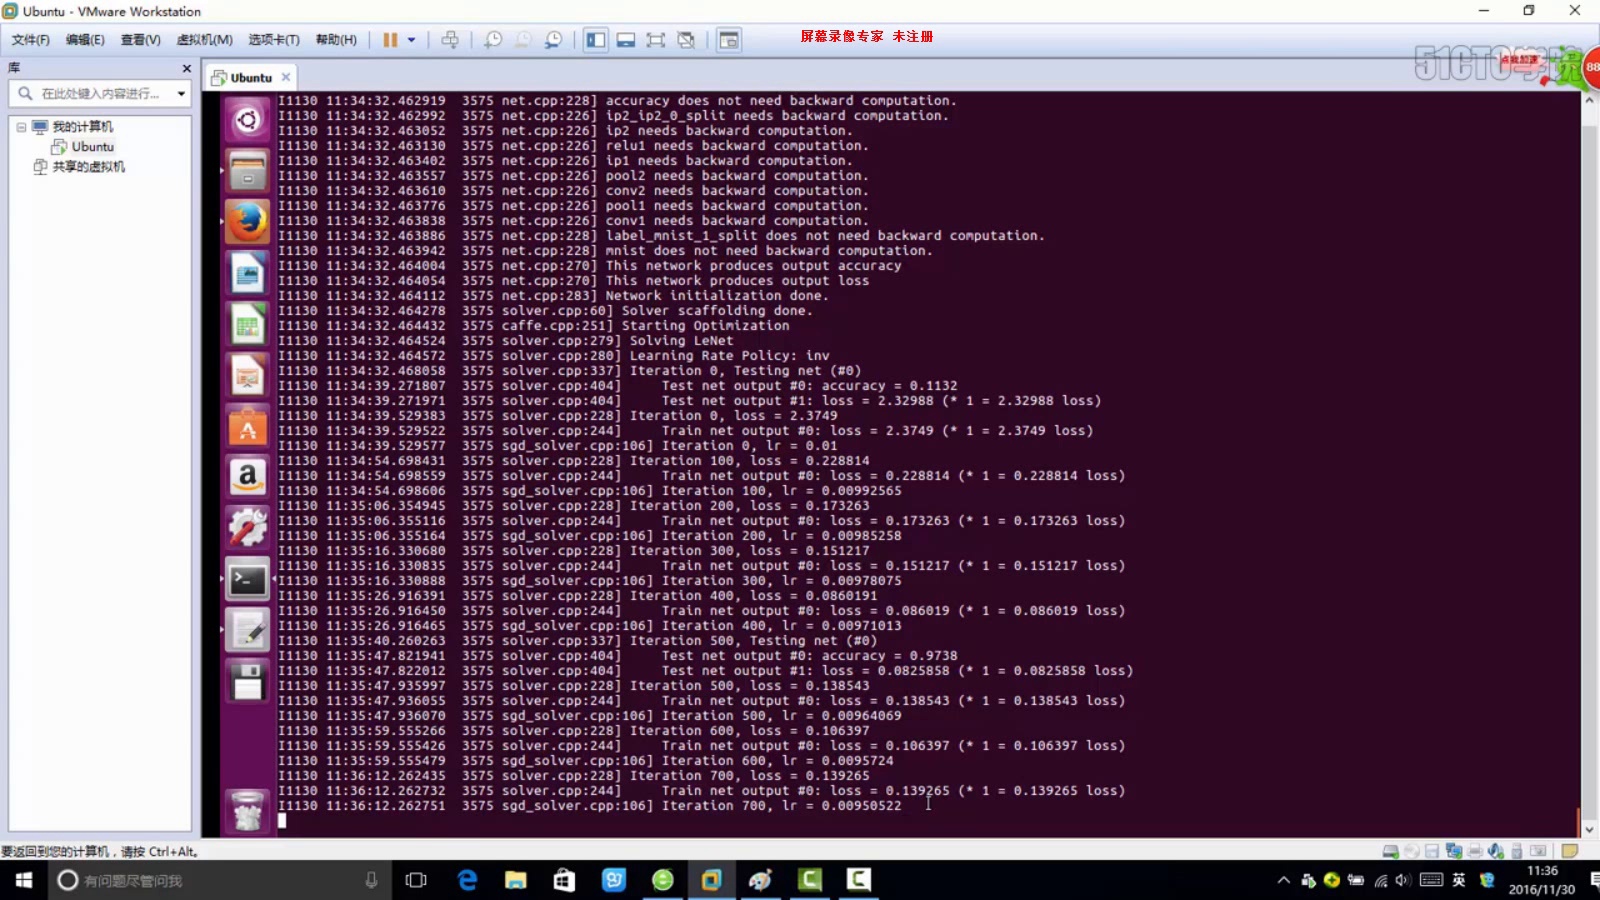 Ubuntu - VMware Workstation
文件(F) 编辑(E) 查看(V) 虚拟机(M) 选项卡(T) 帮助(H)
屏幕录像专家 未注册
51CTO学院
点我加速
88
库
Ubuntu
在此处键入内容进行...
我的计算机
Ubuntu
共享的虚拟机
I1130 11:34:32.462919 3575 net.cpp:228] accuracy does not need backward computation.
I1130 11:34:32.462992 3575 net.cpp:226] ip2_ip2_0_split needs backward computation.
I1130 11:34:32.463052 3575 net.cpp:226] ip2 needs backward computation.
I1130 11:34:32.463130 3575 net.cpp:226] relu1 needs backward computation.
I1130 11:34:32.463402 3575 net.cpp:226] ip1 needs backward computation.
I1130 11:34:32.463557 3575 net.cpp:226] pool2 needs backward computation.
I1130 11:34:32.463610 3575 net.cpp:226] conv2 needs backward computation.
I1130 11:34:32.463776 3575 net.cpp:226] pool1 needs backward computation.
I1130 11:34:32.463838 3575 net.cpp:226] conv1 needs backward computation.
I1130 11:34:32.463886 3575 net.cpp:228] label_mnist_1_split does not need backward computation.
I1130 11:34:32.463942 3575 net.cpp:228] mnist does not need backward computation.
I1130 11:34:32.464004 3575 net.cpp:270] This network produces output accuracy
I1130 11:34:32.464054 3575 net.cpp:270] This network produces output loss
I1130 11:34:32.464112 3575 net.cpp:283] Network initialization done.
I1130 11:34:32.464278 3575 solver.cpp:60] Solver scaffolding done.
I1130 11:34:32.464432 3575 caffe.cpp:251] Starting Optimization
I1130 11:34:32.464524 3575 solver.cpp:279] Solving LeNet
I1130 11:34:32.464572 3575 solver.cpp:280] Learning Rate Policy: inv
I1130 11:34:32.468058 3575 solver.cpp:337] Iteration 0, Testing net (#0)
I1130 11:34:39.271807 3575 solver.cpp:404] Test net output #0: accuracy = 0.1132
I1130 11:34:39.271971 3575 solver.cpp:404] Test net output #1: loss = 2.32988 (* 1 = 2.32988 loss)
I1130 11:34:39.529383 3575 solver.cpp:228] Iteration 0, loss = 2.3749
I1130 11:34:39.529522 3575 solver.cpp:244] Train net output #0: loss = 2.3749 (* 1 = 2.3749 loss)
I1130 11:34:39.529577 3575 sgd_solver.cpp:106] Iteration 0, lr = 0.01
I1130 11:34:54.698431 3575 solver.cpp:228] Iteration 100, loss = 0.228814
I1130 11:34:54.698559 3575 solver.cpp:244] Train net output #0: loss = 0.228814 (* 1 = 0.228814 loss)
I1130 11:34:54.698606 3575 sgd_solver.cpp:106] Iteration 100, lr = 0.00992565
I1130 11:35:06.354945 3575 solver.cpp:228] Iteration 200, loss = 0.173263
I1130 11:35:06.355116 3575 solver.cpp:244] Train net output #0: loss = 0.173263 (* 1 = 0.173263 loss)
I1130 11:35:06.355164 3575 sgd_solver.cpp:106] Iteration 200, lr = 0.00985258
I1130 11:35:16.330680 3575 solver.cpp:228] Iteration 300, loss = 0.151217
I1130 11:35:16.330835 3575 solver.cpp:244] Train net output #0: loss = 0.151217 (* 1 = 0.151217 loss)
I1130 11:35:16.330888 3575 sgd_solver.cpp:106] Iteration 300, lr = 0.00978075
I1130 11:35:26.916391 3575 solver.cpp:228] Iteration 400, loss = 0.0860191
I1130 11:35:26.916450 3575 solver.cpp:244] Train net output #0: loss = 0.086019 (* 1 = 0.086019 loss)
I1130 11:35:26.916465 3575 sgd_solver.cpp:106] Iteration 400, lr = 0.00971013
I1130 11:35:40.260263 3575 solver.cpp:337] Iteration 500, Testing net (#0)
I1130 11:35:47.821941 3575 solver.cpp:404] Test net output #0: accuracy = 0.9738
I1130 11:35:47.822012 3575 solver.cpp:404] Test net output #1: loss = 0.0825858 (* 1 = 0.0825858 loss)
I1130 11:35:47.935997 3575 solver.cpp:228] Iteration 500, loss = 0.138543
I1130 11:35:47.936055 3575 solver.cpp:244] Train net output #0: loss = 0.138543 (* 1 = 0.138543 loss)
I1130 11:35:47.936070 3575 sgd_solver.cpp:106] Iteration 500, lr = 0.00964069
I1130 11:35:59.555266 3575 solver.cpp:228] Iteration 600, loss = 0.106397
I1130 11:35:59.555426 3575 solver.cpp:244] Train net output #0: loss = 0.106397 (* 1 = 0.106397 loss)
I1130 11:35:59.555479 3575 sgd_solver.cpp:106] Iteration 600, lr = 0.0095724
I1130 11:36:12.262435 3575 solver.cpp:228] Iteration 700, loss = 0.139265
I1130 11:36:12.262732 3575 solver.cpp:244] Train net output #0: loss = 0.139265 (* 1 = 0.139265 loss)
I1130 11:36:12.262751 3575 sgd_solver.cpp:106] Iteration 700, lr = 0.00950522
要返回到您的计算机，请按 Ctrl+Alt。
有问题尽管问我
英
11:36
2016/11/30